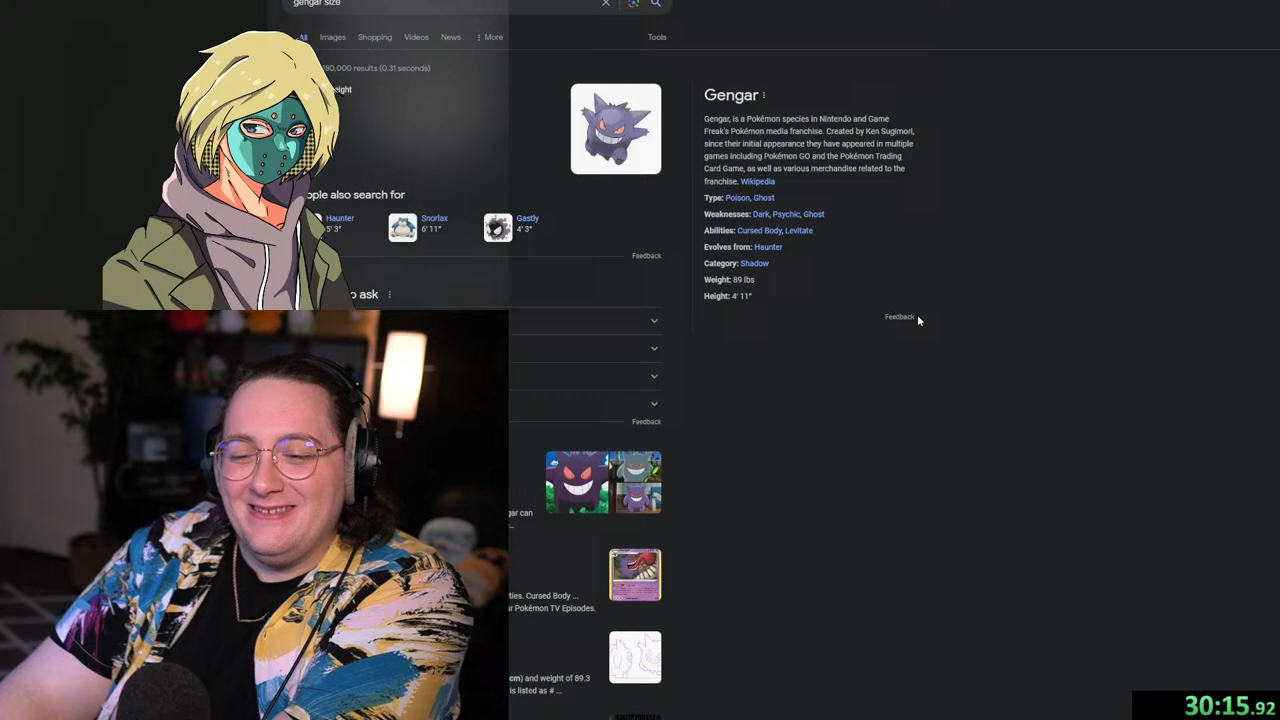 gengar size
All Images Shopping Videos News More Tools
180,000 results (0.31 seconds)
Gengar
Gengar, is a Pokémon species in Nintendo and Game
Freak's Pokémon media franchise. Created by Ken Sugimori,
since their initial appearance they have appeared in multiple
games including Pokémon GO and the Pokémon Trading
Card Game, as well as various merchandise related to the
franchise. Wikipedia
Type: Poison, Ghost
Weaknesses: Dark, Psychic, Ghost
Abilities: Cursed Body, Levitate
Evolves from: Haunter
Category: Shadow
Weight: 89 lbs
Height: 4′ 11″
Feedback
also search for
Haunter
5′ 3″
Snorlax
6′ 11″
Gastly
4′ 3″
Feedback
o ask
Feedback
gar can
ties. Cursed Body ...
ar Pokémon TV Episodes.
cm) and weight of 89.3
is listed as # ...
30:15.92